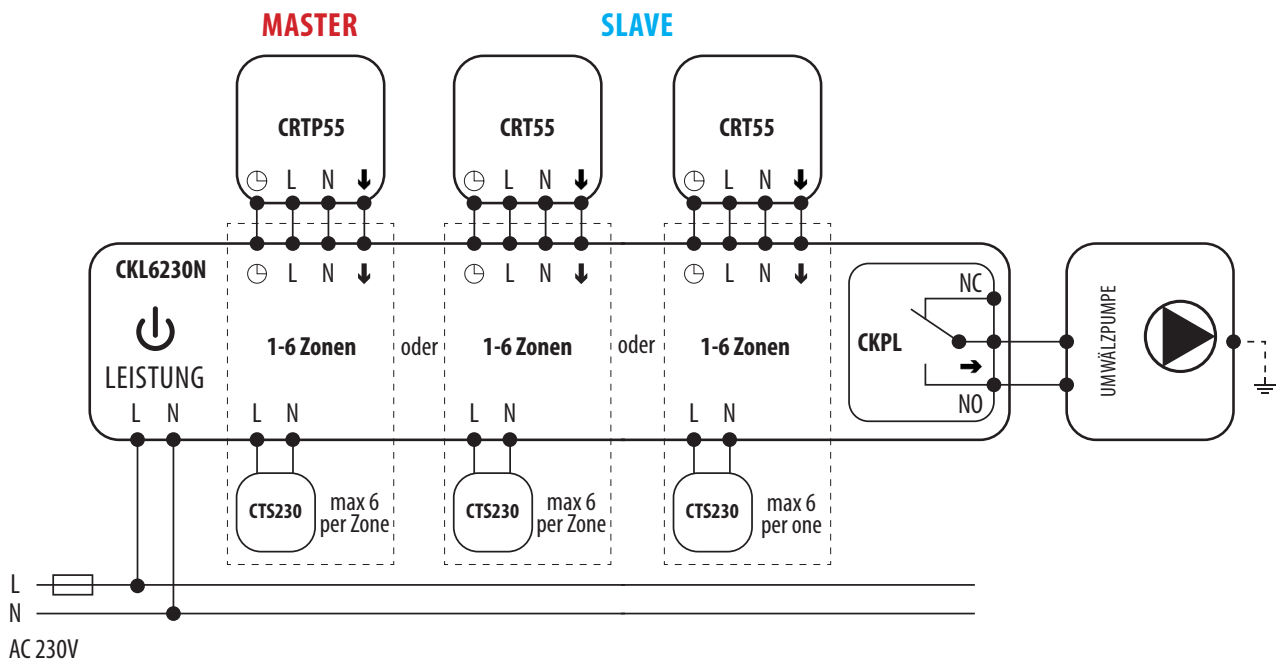 MASTER
SLAVE
CRTP55
CRT55
CRT55
L N
L N
L N
CKL6230N
L N
L N
L N
NC
LEISTUNG
1-6 Zonen
oder
1-6 Zonen
oder
1-6 Zonen
CKPL
NO
UMWÄLZPUMPE
L N
L N
L N
L N
CTS230
max 6
per Zone
CTS230
max 6
per Zone
CTS230
max 6
per one
L
N
AC 230V